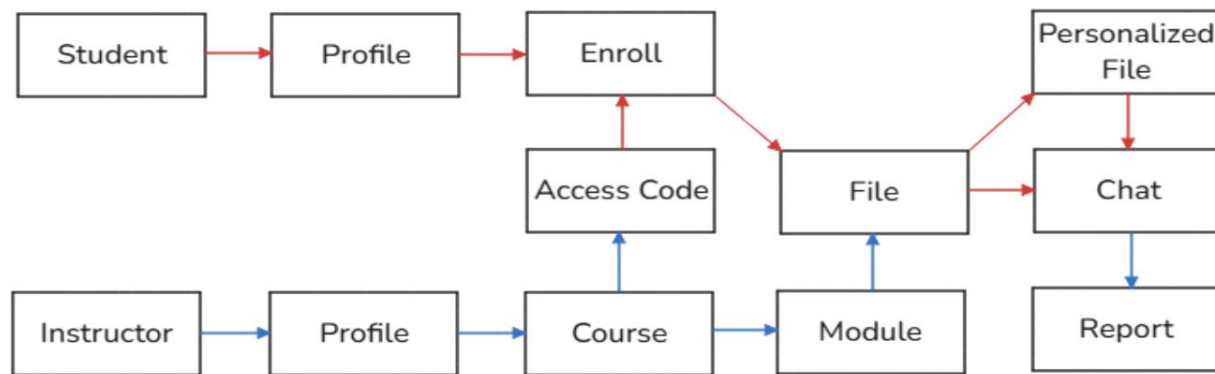 Student
Profile
Enroll
Personalized
File
Access Code
File
Chat
Instructor
Profile
Course
Module
Report